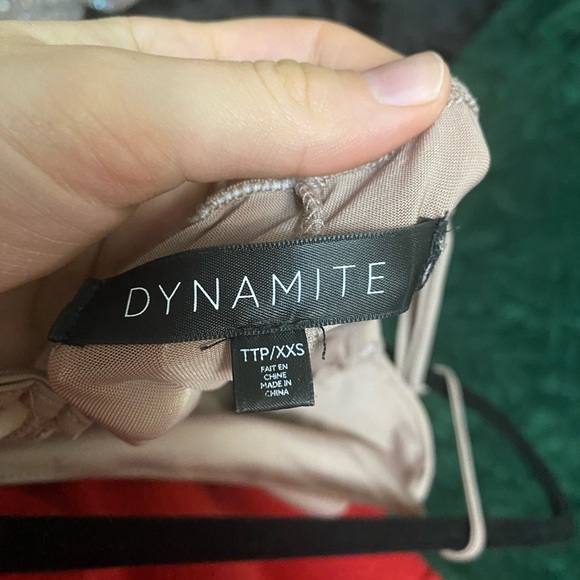 DYNAMITE
TTP/XXS
FAIT EN
CHINE
MADE IN
CHINA